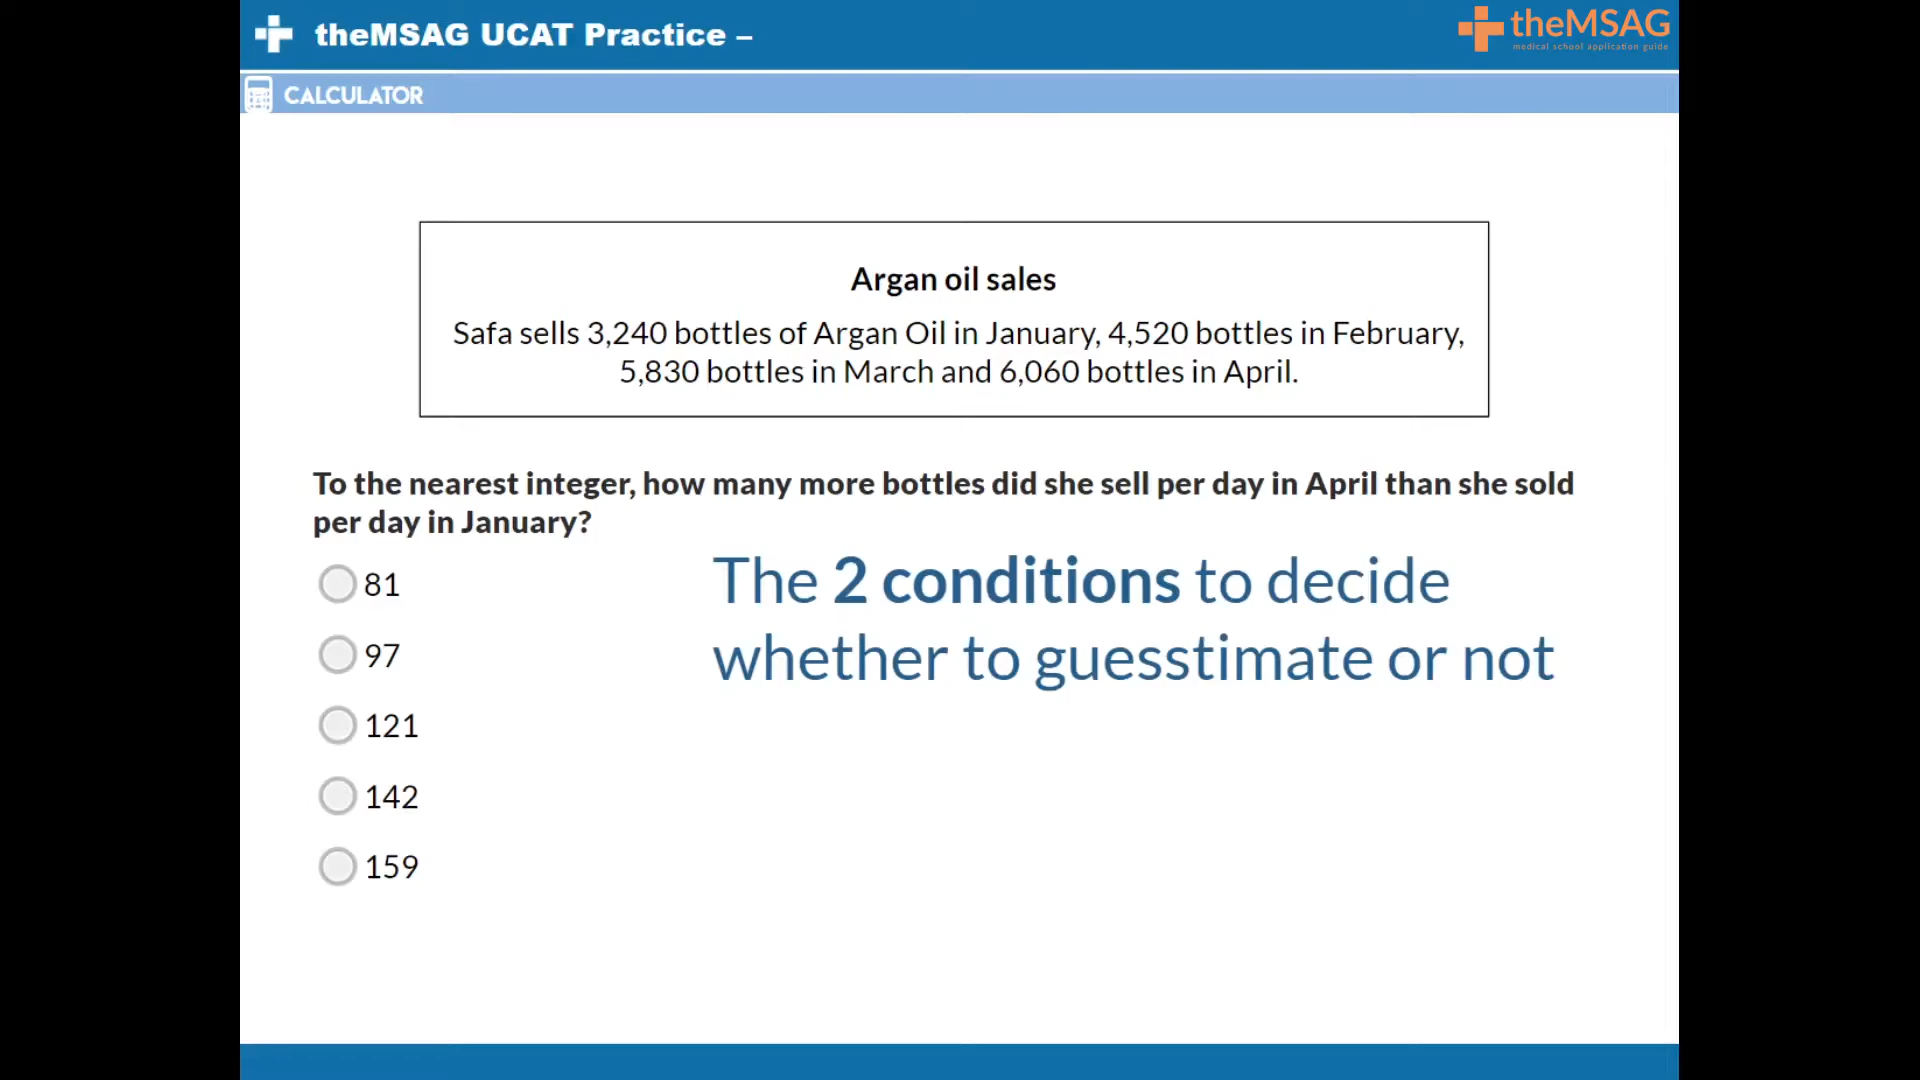 theMSAG UCAT Practice –
theMSAG
medical school application guide
CALCULATOR
Argan oil sales
Safa sells 3,240 bottles of Argan Oil in January, 4,520 bottles in February,
5,830 bottles in March and 6,060 bottles in April.
To the nearest integer, how many more bottles did she sell per day in April than she sold
per day in January?
81
97
121
142
159
The 2 conditions to decide
whether to guesstimate or not